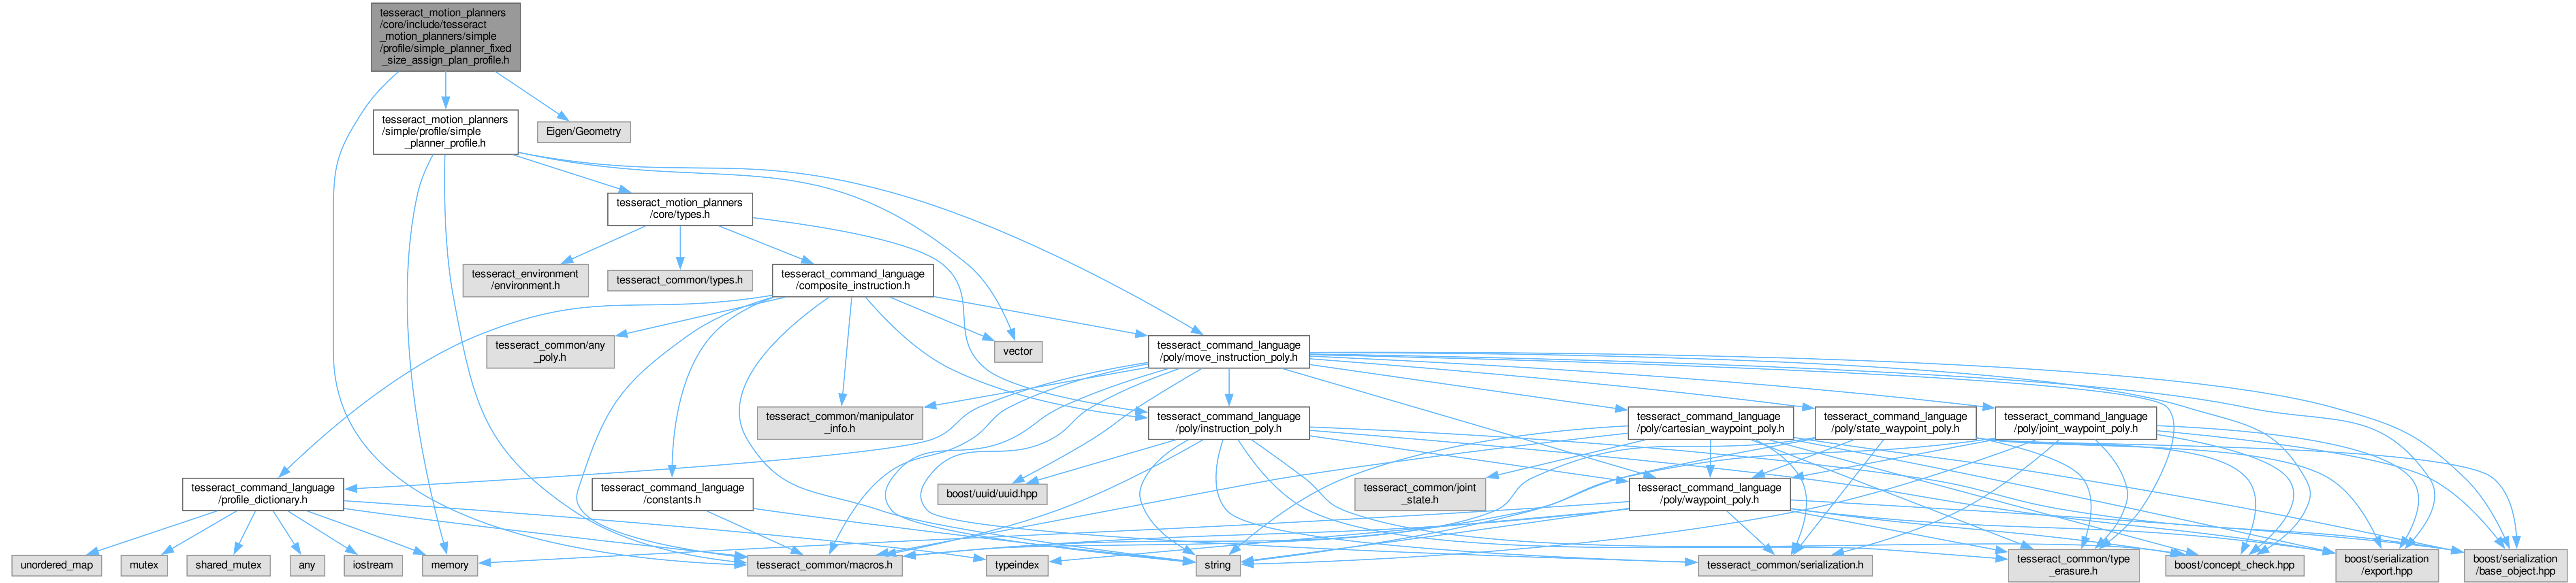 tesseract_motion_planners
/core/include/tesseract
_motion_planners/simple
/profile/simple_planner_fixed
_size_assign_plan_profile.h
tesseract_motion_planners
/simple/profile/simple
_planner_profile.h
Eigen/Geometry
tesseract_motion_planners
/core/types.h
tesseract_environment
/environment.h
tesseract_common/types.h
tesseract_command_language
/composite_instruction.h
tesseract_common/any
_poly.h
vector
tesseract_command_language
/poly/move_instruction_poly.h
tesseract_common/manipulator
_info.h
tesseract_command_language
/poly/instruction_poly.h
tesseract_command_language
/poly/cartesian_waypoint_poly.h
tesseract_command_language
/poly/state_waypoint_poly.h
tesseract_command_language
/poly/joint_waypoint_poly.h
tesseract_command_language
/profile_dictionary.h
tesseract_command_language
/constants.h
boost/uuid/uuid.hpp
tesseract_common/joint
_state.h
tesseract_command_language
/poly/waypoint_poly.h
unordered_map
mutex
shared_mutex
any
iostream
memory
tesseract_common/macros.h
typeindex
string
tesseract_common/serialization.h
tesseract_common/type
_erasure.h
boost/concept_check.hpp
boost/serialization
/export.hpp
boost/serialization
/base_object.hpp